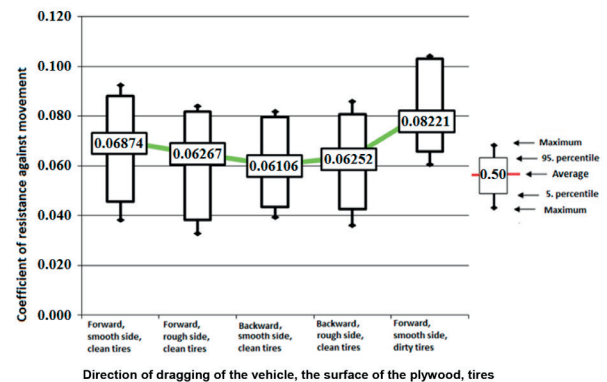 Coefficient of resistance against movement
0.120
0.100
0.080
0.060
0.040
0.020
0.000
0.06874
0.06267
0.06106
0.06252
0.08221
Forward,
smooth side,
clean tires
Forward,
rough side,
clean tires
Backward,
smooth side,
clean tires
Backward,
rough side,
clean tires
Forward,
smooth side,
dirty tires
Direction of dragging of the vehicle, the surface of the plywood, tires
0.50
Maximum
95. percentile
Average
5. percentile
Maximum